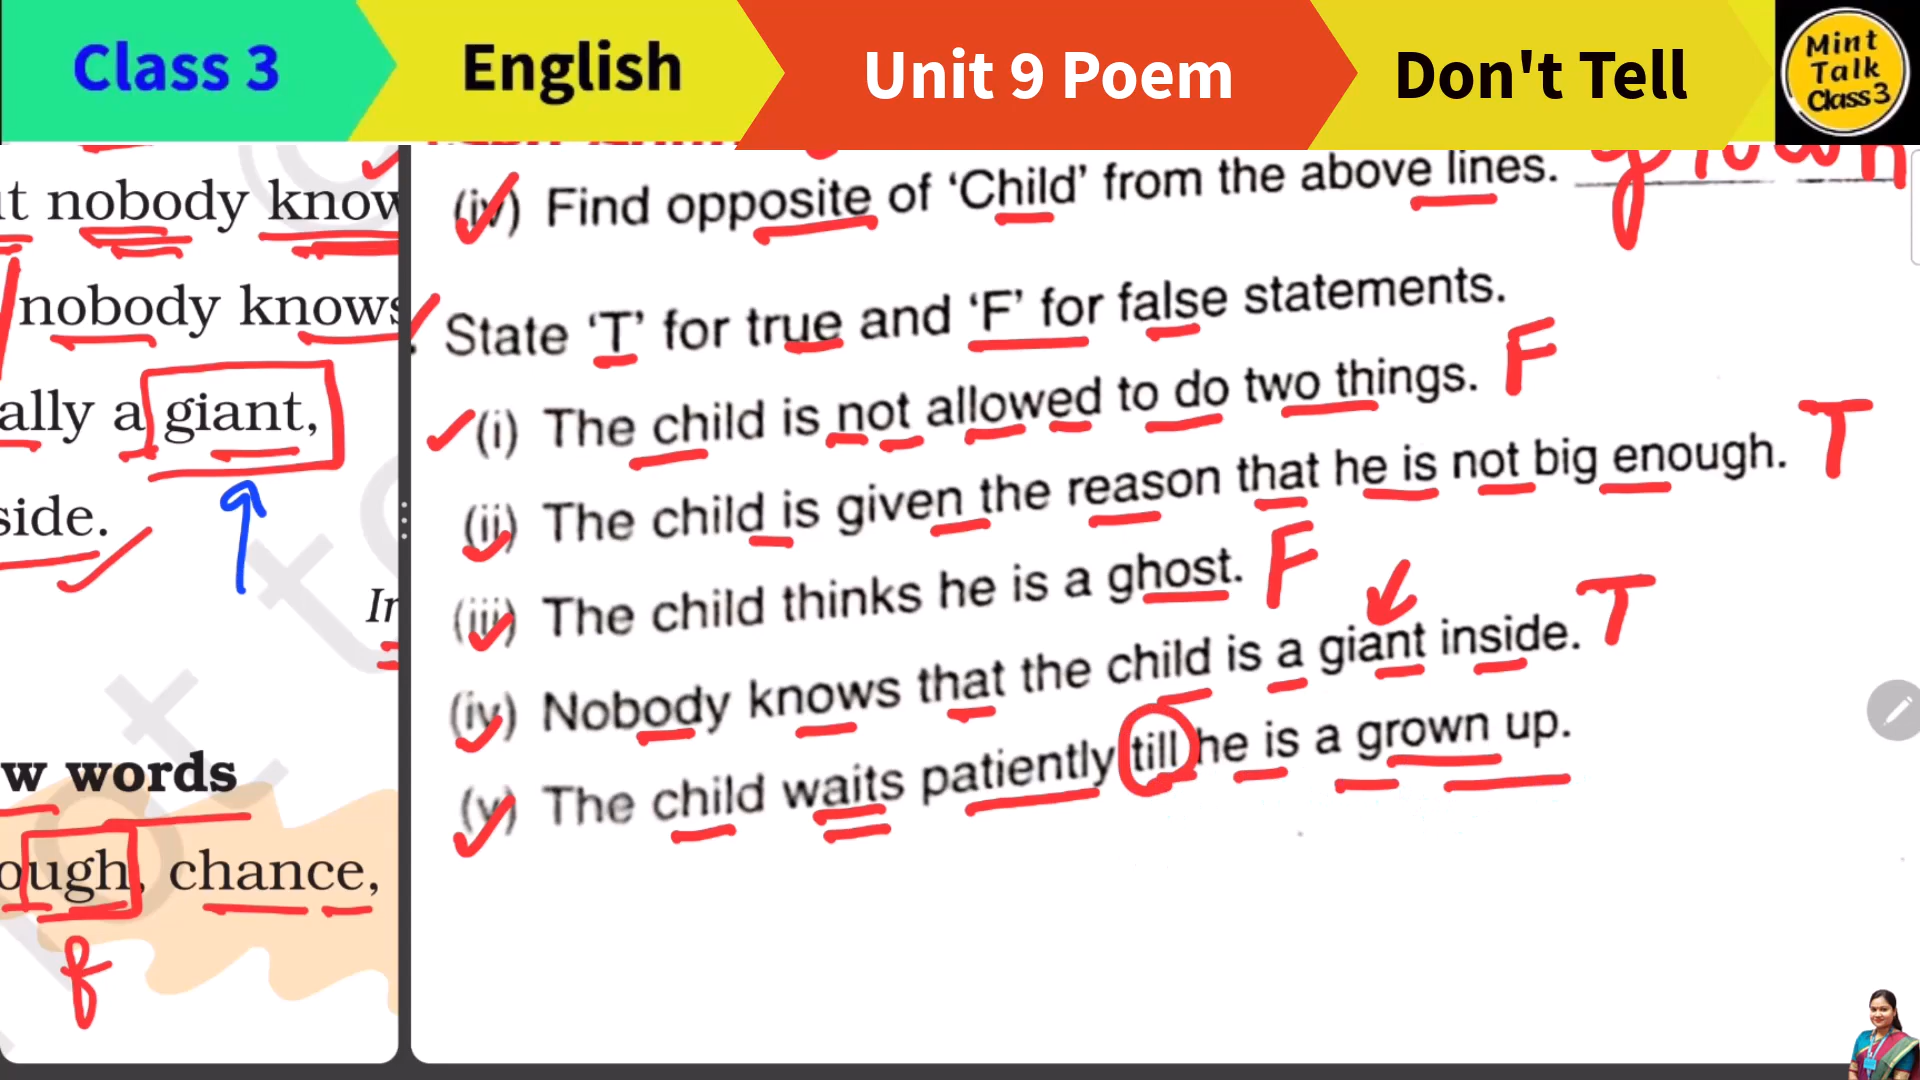 Class 3
English
Unit 9 Poem
Don't Tell
Mint
Talk
Class 3
nobody know
nobody knows
ally a giant,
side.
w words
ough, chance,
f
(iv) Find opposite of ‘Child’ from the above lines. grown
State ‘T’ for true and ‘F’ for false statements.
(i) The child is not allowed to do two things. F
(ii) The child is given the reason that he is not big enough. T
(iii) The child thinks he is a ghost. F
(iv) Nobody knows that the child is a giant inside. T
(v) The child waits patiently till he is a grown up.